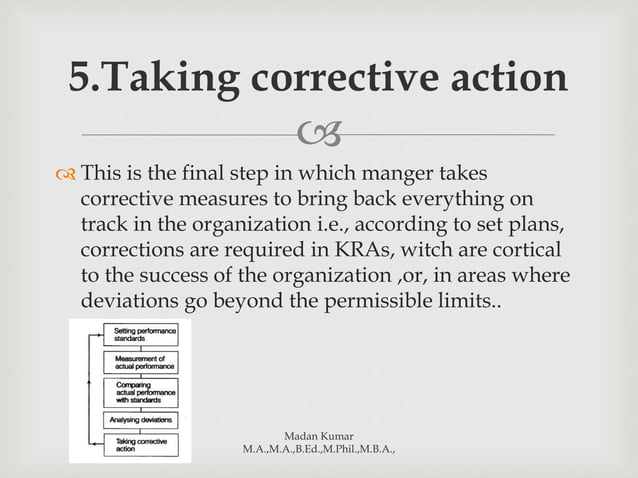 5.Taking corrective action
This is the final step in which manger takes
corrective measures to bring back everything on
track in the organization i.e., according to set plans,
corrections are required in KRAs, witch are cortical
to the success of the organization ,or, in areas where
deviations go beyond the permissible limits..
Setting performance
standards
Measurement of
actual performance
Comparing
actual performance
with standards
Analysing deviations
Taking corrective
action
Madan Kumar
M.A.,M.A.,B.Ed.,M.Phil.,M.B.A.,